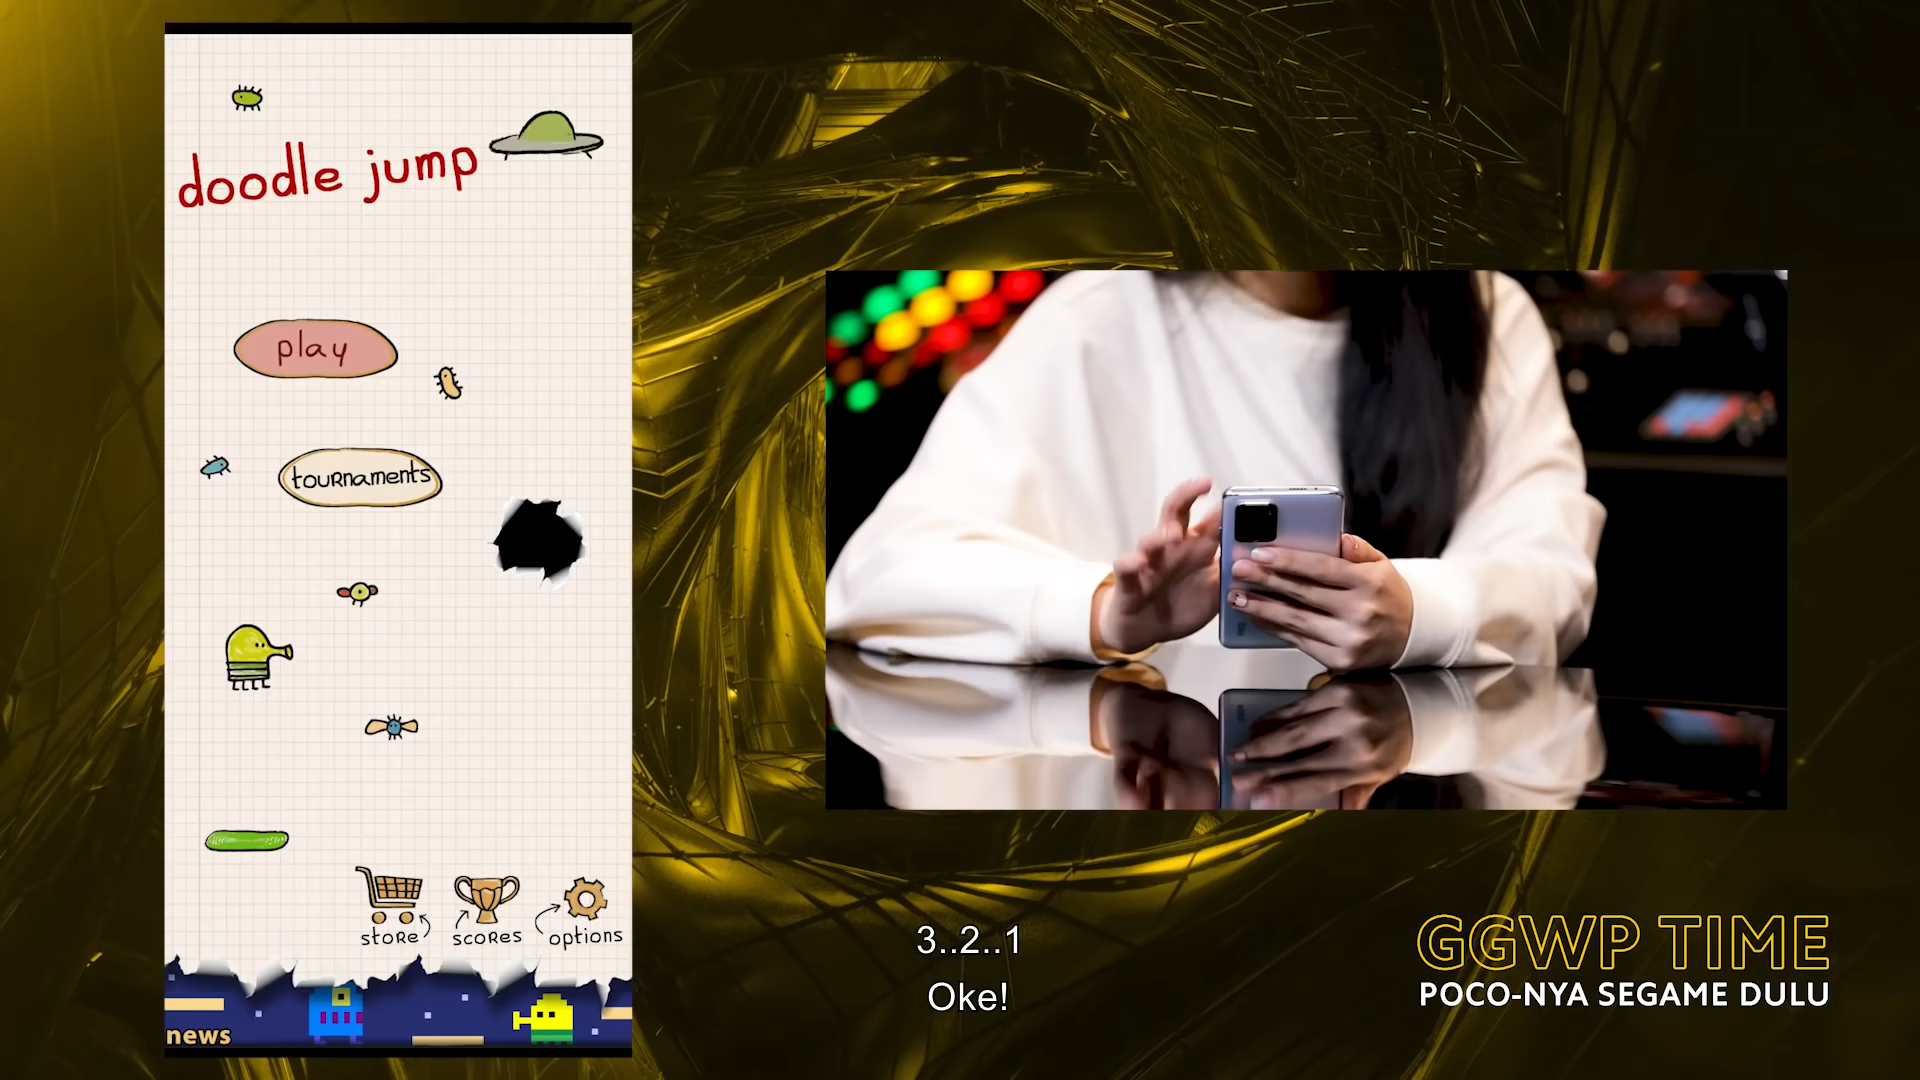 doodle jump
play
tournaments
store
scores
options
news
3..2..1
Oke!
GGWP TIME
POCO-NYA SEGAME DULU